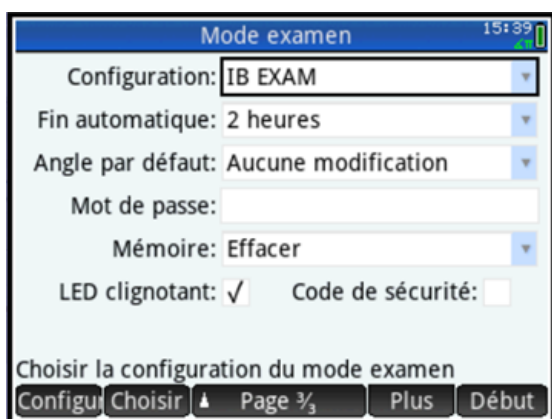 Mode examen 15:39
∡π
Configuration: IB EXAM
Fin automatique: 2 heures
Angle par défaut: Aucune modification
Mot de passe:
Mémoire: Effacer
LED clignotant: √ Code de sécurité:
Choisir la configuration du mode examen
Configu Choisir Page ³⁄₃ Plus Début